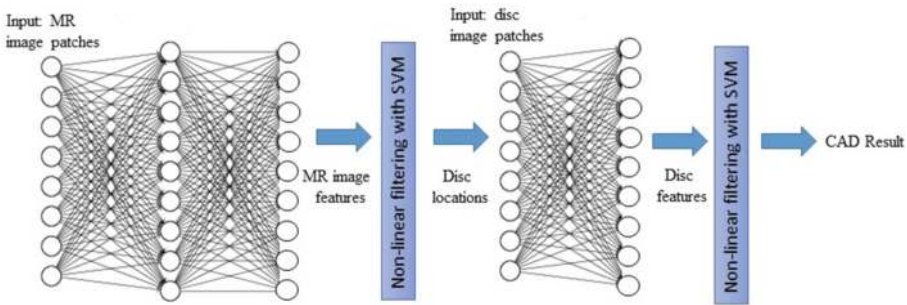 Input: MR
image patches
MR image
features
Non-linear filtering with SVM
Disc
locations
Input: disc
image patches
Disc
features
Non-linear filtering with SVM
CAD Result